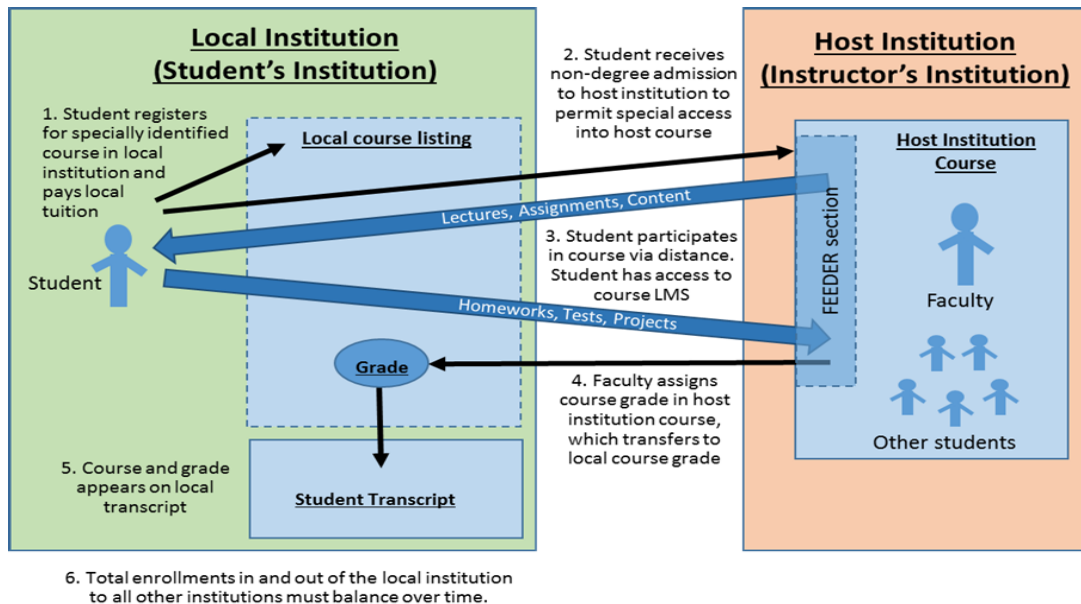 Local Institution
(Student's Institution)
1. Student registers
for specially identified
course in local
institution and
pays local
tuition
Local course listing
Student
Grade
5. Course and grade
appears on local
transcript
Student Transcript
2. Student receives
non-degree admission
to host institution to
permit special access
into host course
Lectures, Assignments, Content
3. Student participates
in course via distance.
Student has access to
course LMS
Homeworks, Tests, Projects
4. Faculty assigns
course grade in host
institution course,
which transfers to
local course grade
Host Institution
(Instructor's Institution)
FEEDER section
Host Institution
Course
Faculty
Other students
6. Total enrollments in and out of the local institution
to all other institutions must balance over time.